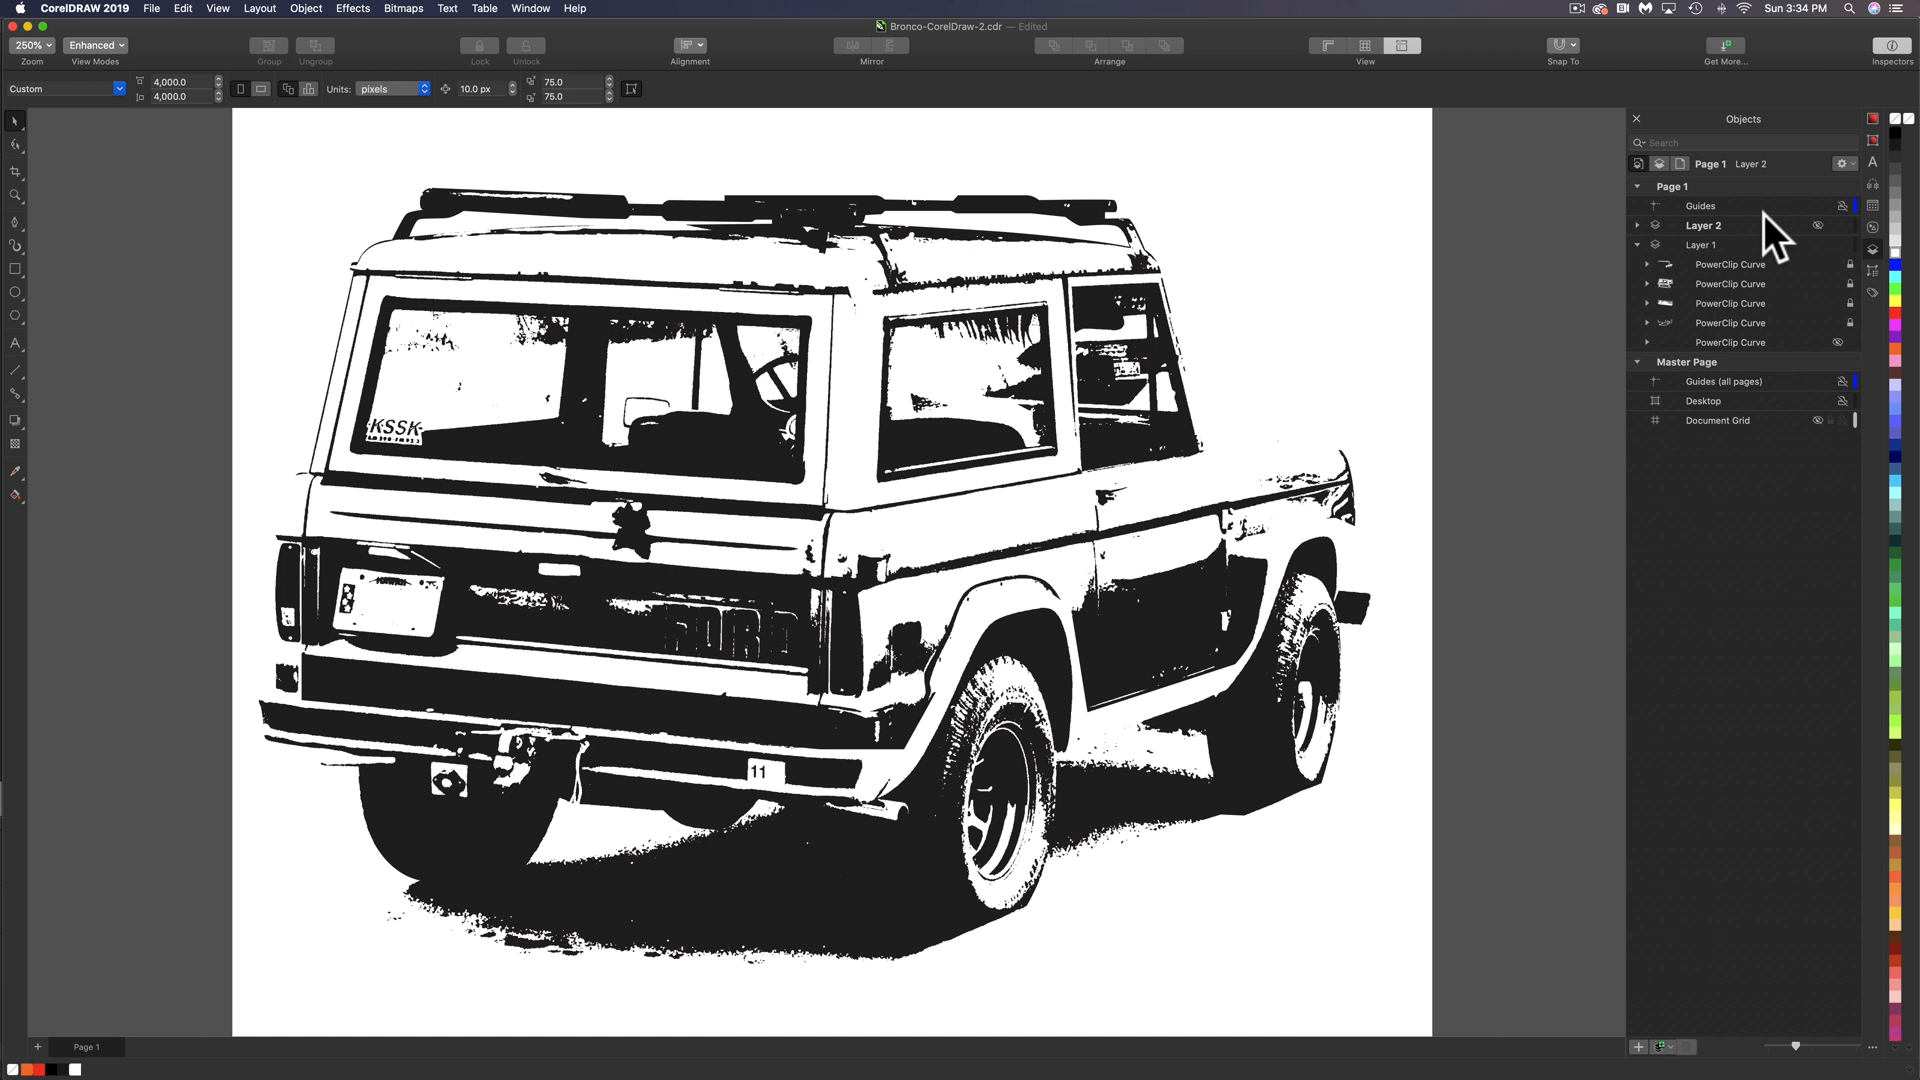 CorelDRAW 2019 File Edit View Layout Object Effects Bitmaps Text Table Window Help Sun 3:34 PM
Bronco-CorelDraw-2.cdr — Edited
250% Enhanced
Zoom View Modes Group Ungroup Lock Unlock Alignment Mirror Arrange View Snap To Get More... Inspectors
Custom 4,000.0 4,000.0 Units: pixels 10.0 px 75.0 75.0
Objects
Search
Page 1 Layer 2
Page 1
Guides
Layer 2
Layer 1
PowerClip Curve
PowerClip Curve
PowerClip Curve
PowerClip Curve
PowerClip Curve
Master Page
Guides (all pages)
Desktop
Document Grid
KSSK
HAWAII
FORD
11
Page 1